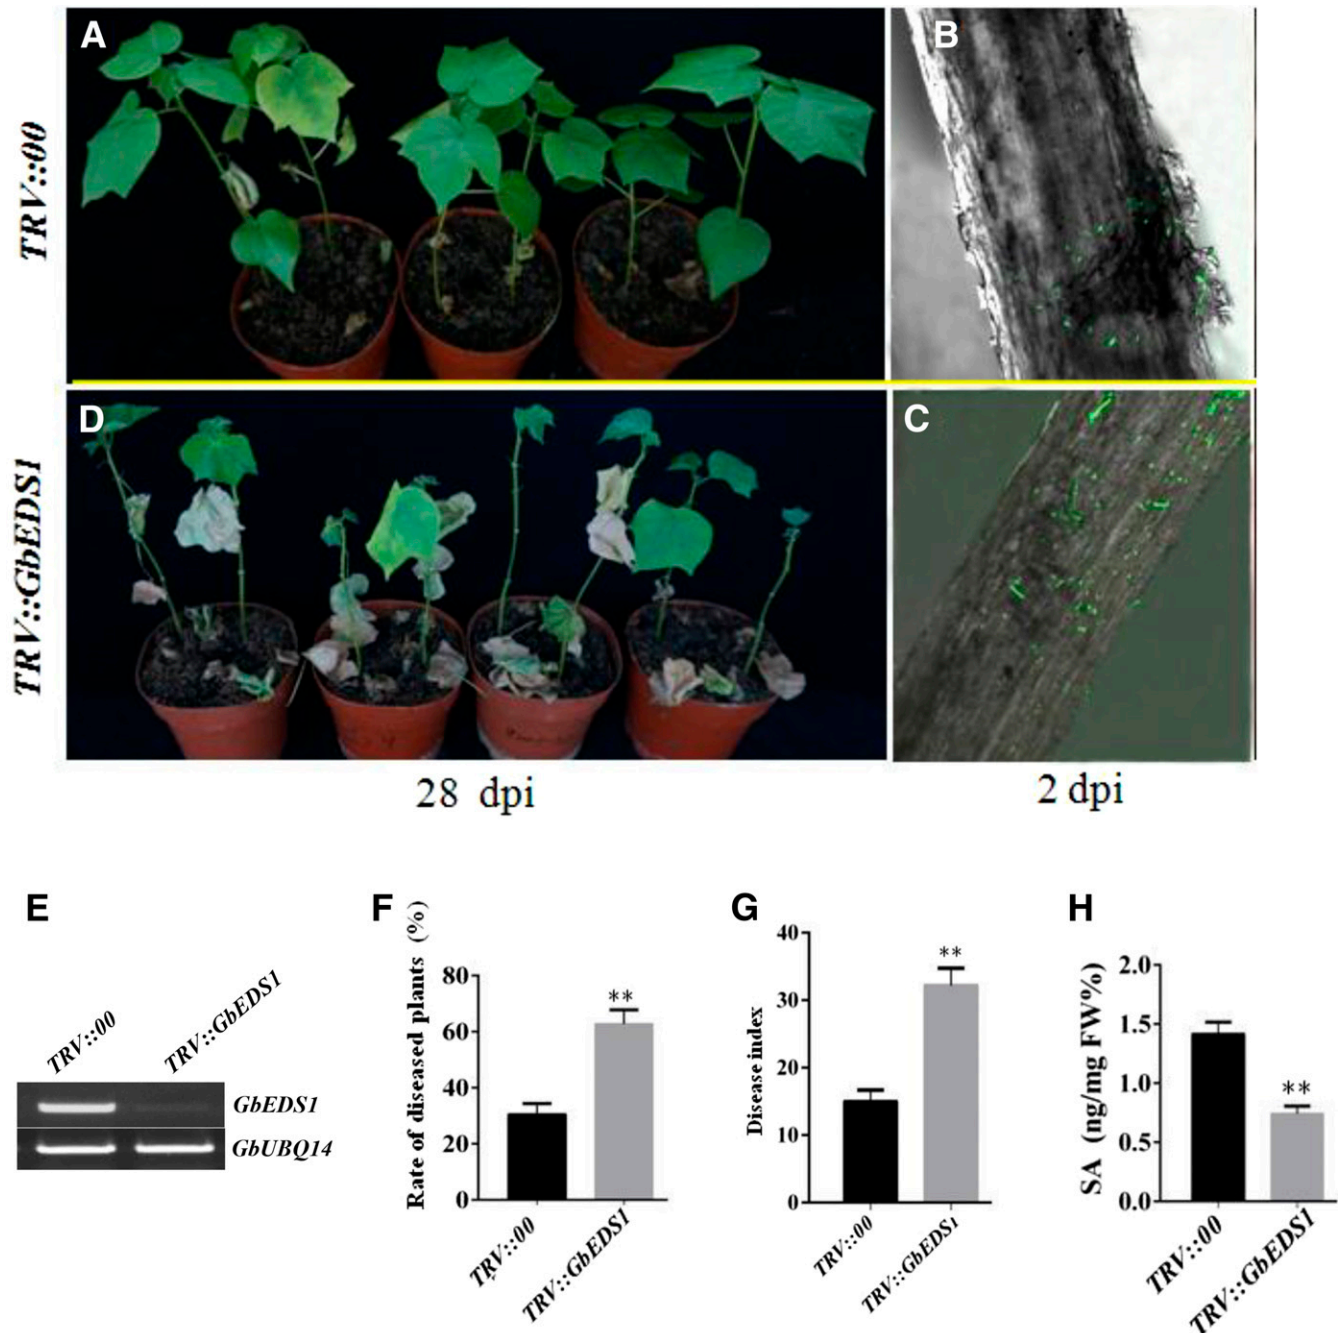 A
B
TRV::00
D
C
TRV::GbEDS1
28 dpi
2 dpi
E
TRV::00
TRV::GbEDS1
GbEDS1
GbUBQ14
F
Rate of diseased plants (%)
80
60
40
20
0
**
TRV::00
TRV::GbEDS1
G
Disease index
40
30
20
10
0
**
TRV::00
TRV::GbEDS1
H
SA (ng/mg FW%)
2.0
1.5
1.0
0.5
0.0
**
TRV::00
TRV::GbEDS1